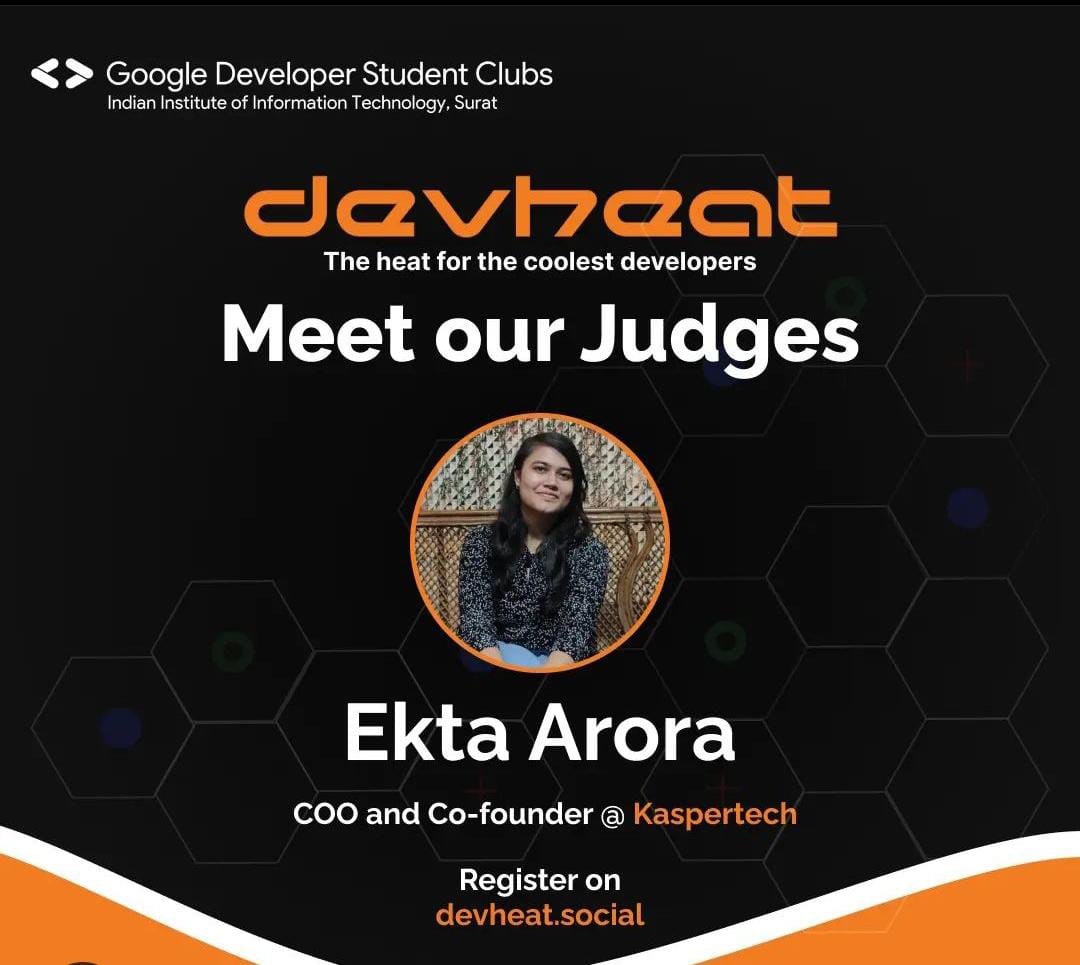 Google Developer Student Clubs
Indian Institute of Information Technology, Surat
devheat
The heat for the coolest developers
Meet our Judges
Ekta Arora
COO and Co-founder @ Kaspertech
Register on
devheat.social